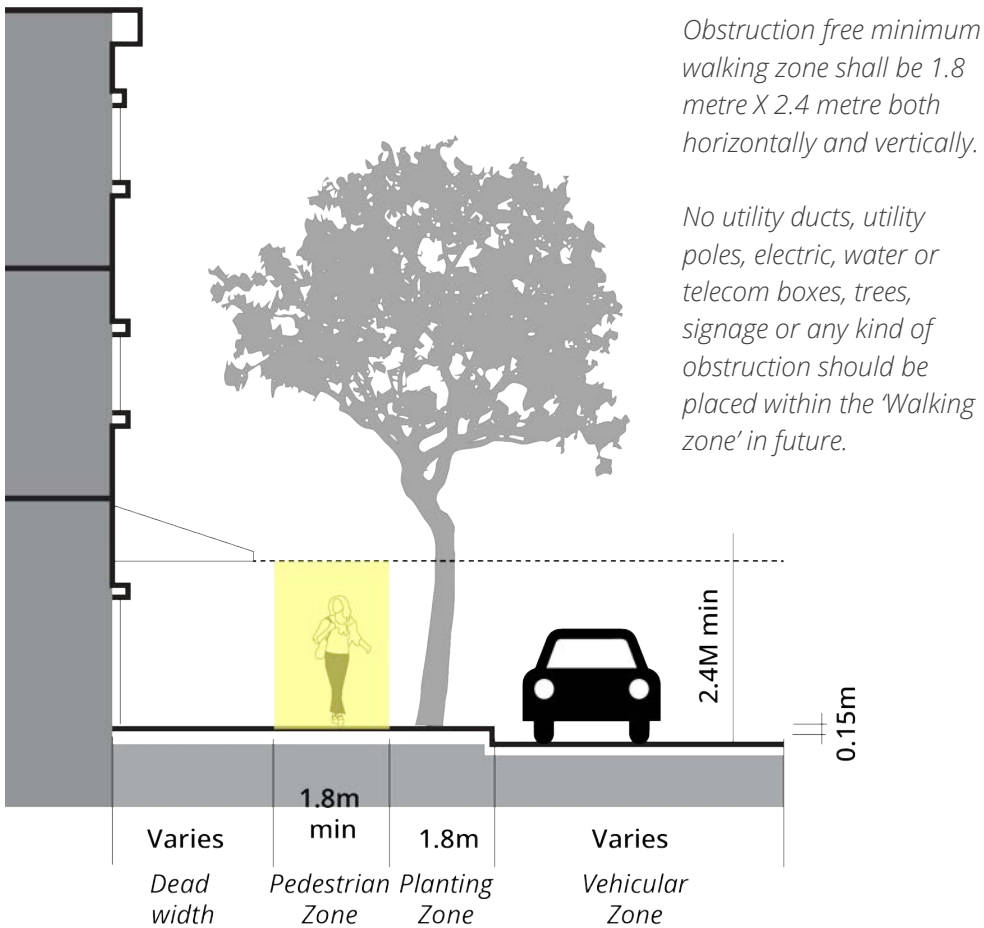 Obstruction free minimum
walking zone shall be 1.8
metre X 2.4 metre both
horizontally and vertically.
No utility ducts, utility
poles, electric, water or
telecom boxes, trees,
signage or any kind of
obstruction should be
placed within the ‘Walking
zone’ in future.
2.4M min
0.15m
Varies
1.8m
min
1.8m
Varies
Dead
width
Pedestrian
Zone
Planting
Zone
Vehicular
Zone